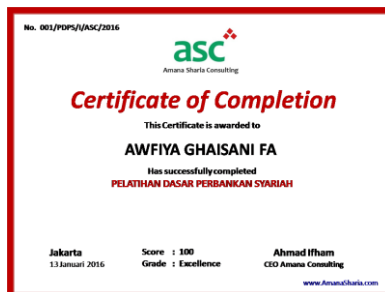 No. 001/PDPS/I/ASC/2016
asc
Amana Sharia Consulting
Certificate of Completion
This Certificate is awarded to
AWFIYA GHAISANI FA
Has successfully completed
PELATIHAN DASAR PERBANKAN SYARIAH
Jakarta
13 Januari 2016
Score : 100
Grade : Excellence
Ahmad Ifham
CEO Amana Consulting
www.AmanaSharia.com